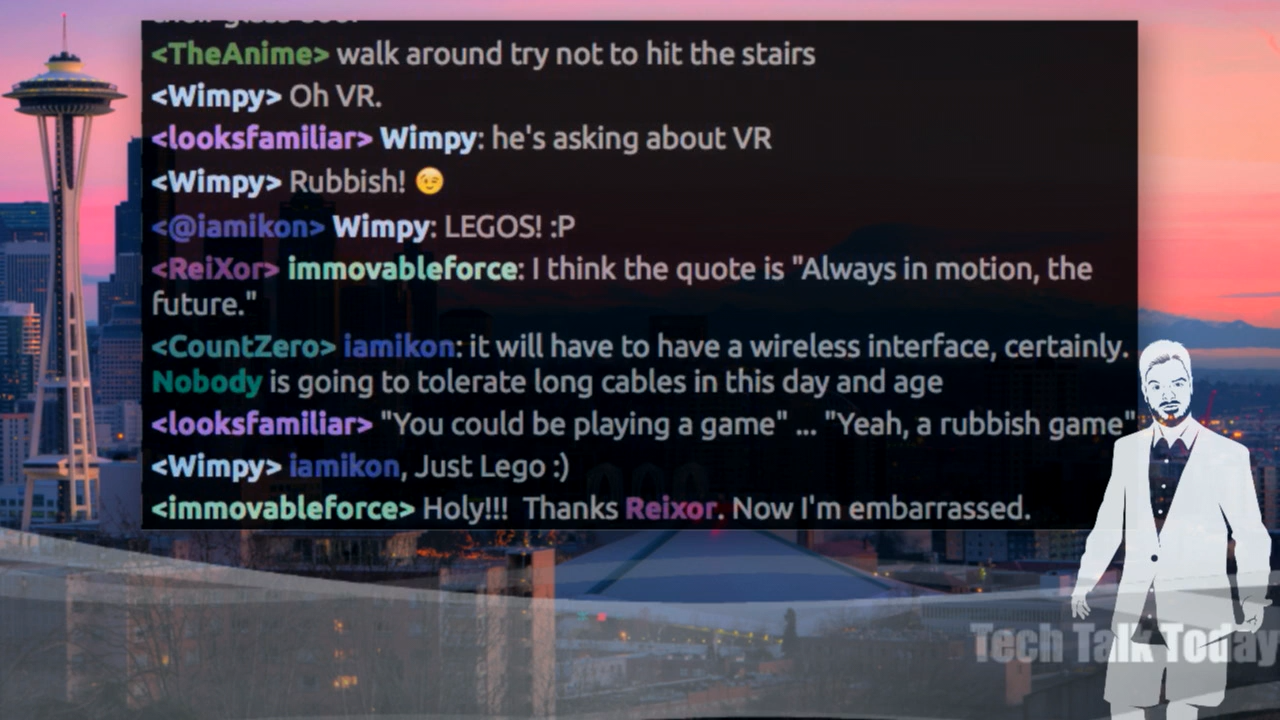 <TheAnime> walk around try not to hit the stairs
<Wimpy> Oh VR.
<looksfamiliar> Wimpy: he's asking about VR
<Wimpy> Rubbish! 😉
<@iamikon> Wimpy: LEGOS! :P
<ReiXor> immovableforce: I think the quote is "Always in motion, the
future."
<CountZero> iamikon: it will have to have a wireless interface, certainly.
Nobody is going to tolerate long cables in this day and age
<looksfamiliar> "You could be playing a game" ... "Yeah, a rubbish game"
<Wimpy> iamikon, Just Lego :)
<immovableforce> Holy!!!  Thanks Reixor. Now I'm embarrassed.
Tech Talk Today